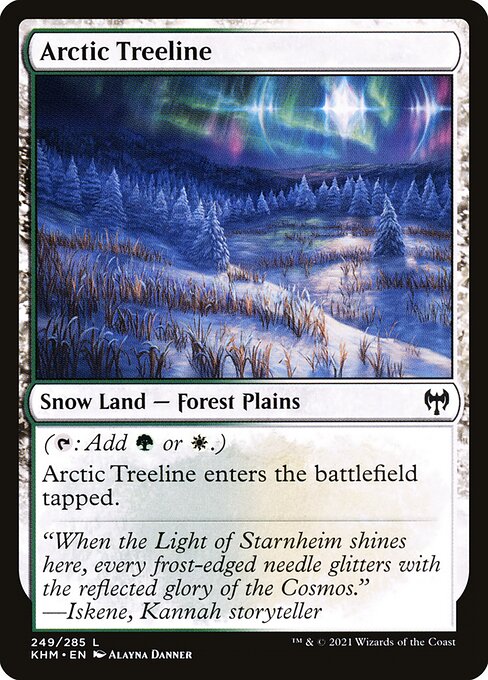 Arctic Treeline
Snow Land — Forest Plains
(: Add  or .)
Arctic Treeline enters the battlefield
tapped.
“When the Light of Starnheim shines
here, every frost-edged needle glitters with
the reflected glory of the Cosmos.”
—Iskene, Kannah storyteller
249/285 L
™ & © 2021 Wizards of the Coast
KHM • EN Alayna Danner